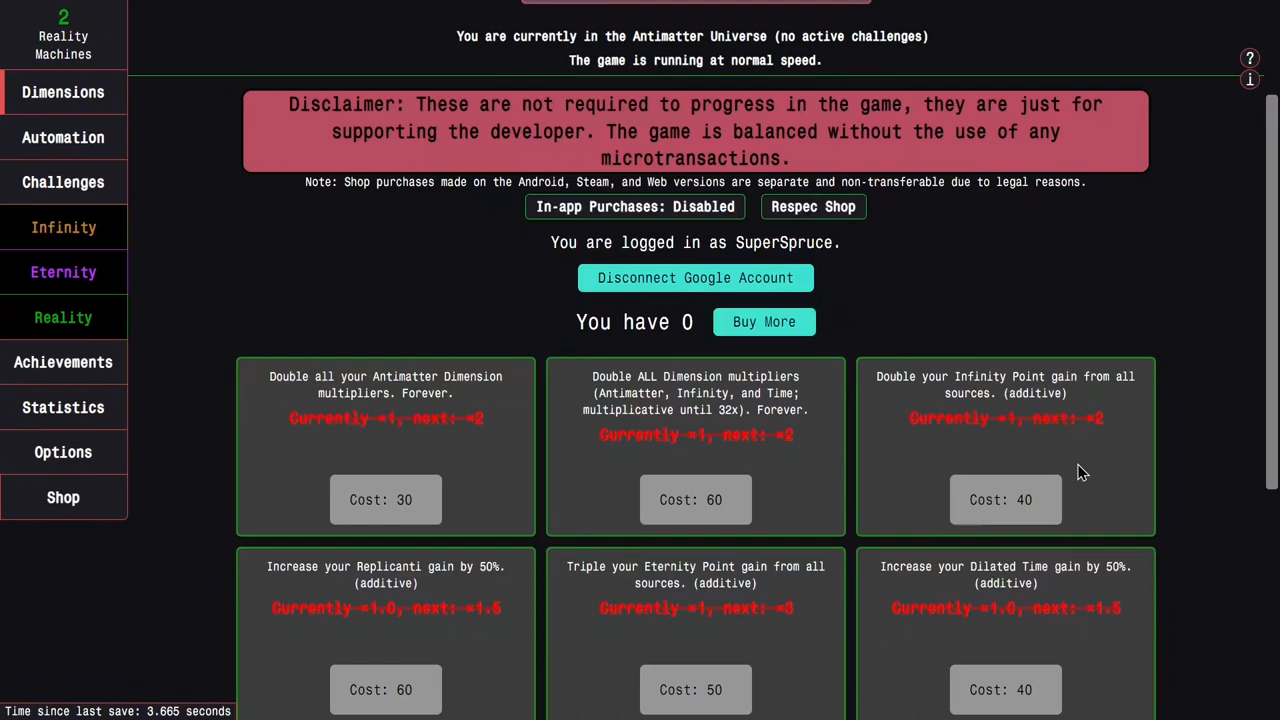 2
Reality
Machines
Dimensions
Automation
Challenges
Infinity
Eternity
Reality
Achievements
Statistics
Options
Shop
You are currently in the Antimatter Universe (no active challenges)
The game is running at normal speed.
?
i
Disclaimer: These are not required to progress in the game, they are just for
supporting the developer. The game is balanced without the use of any
microtransactions.
Note: Shop purchases made on the Android, Steam, and Web versions are separate and non-transferable due to legal reasons.
In-app Purchases: Disabled
Respec Shop
You are logged in as SuperSpruce.
Disconnect Google Account
You have 0
Buy More
Double all your Antimatter Dimension
multipliers. Forever.
Currently ×1, next: ×2
Cost: 30
Double ALL Dimension multipliers
(Antimatter, Infinity, and Time;
multiplicative until 32x). Forever.
Currently ×1, next: ×2
Cost: 60
Double your Infinity Point gain from all
sources. (additive)
Currently ×1, next: ×2
Cost: 40
Increase your Replicanti gain by 50%.
(additive)
Currently ×1.0, next: ×1.5
Cost: 60
Triple your Eternity Point gain from all
sources. (additive)
Currently ×1, next: ×3
Cost: 50
Increase your Dilated Time gain by 50%.
(additive)
Currently ×1.0, next: ×1.5
Cost: 40
Time since last save: 3.665 seconds